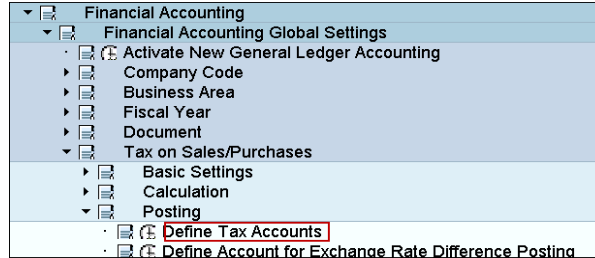 Financial Accounting
Financial Accounting Global Settings
Activate New General Ledger Accounting
Company Code
Business Area
Fiscal Year
Document
Tax on Sales/Purchases
Basic Settings
Calculation
Posting
Define Tax Accounts
Define Account for Exchange Rate Difference Posting